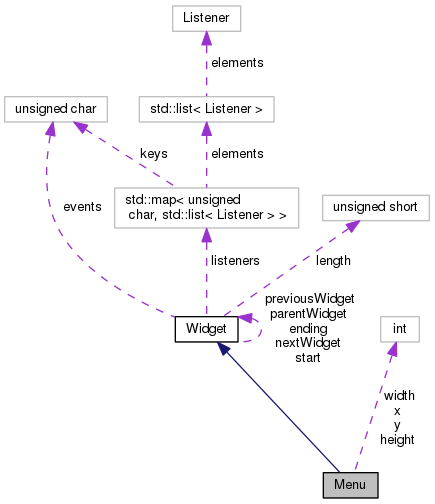 Listener
elements
unsigned char
std::list< Listener >
keys
elements
std::map< unsigned
char, std::list< Listener > >
unsigned short
events
listeners
length
previousWidget
parentWidget
ending
nextWidget
start
Widget
int
width
x
y
height
Menu